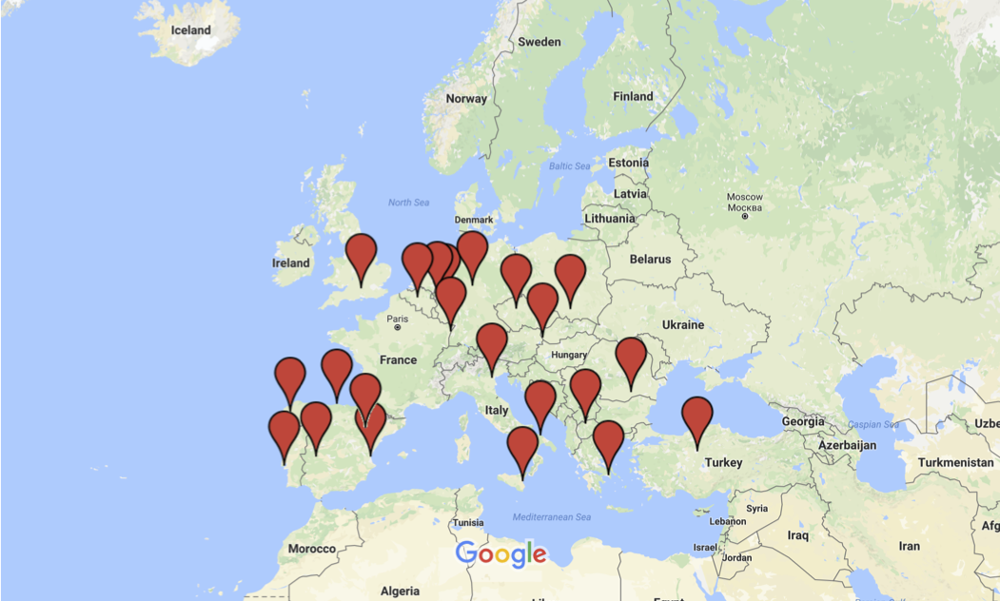 Iceland
Sweden
Norway
Finland
Estonia
Baltic Sea
Latvia
Moscow
Москва
North Sea
Denmark
Lithuania
Ireland
Belarus
Paris
Ukraine
France
Hungary
Italy
Georgia
Caspian Sea
Uzbe
Azerbaijan
Turkey
Turkmenistan
Syria
Mediterranean Sea
Tunisia
Lebanon
Afg
Iraq
Iran
Morocco
Israel
Google
Jordan
Algeria